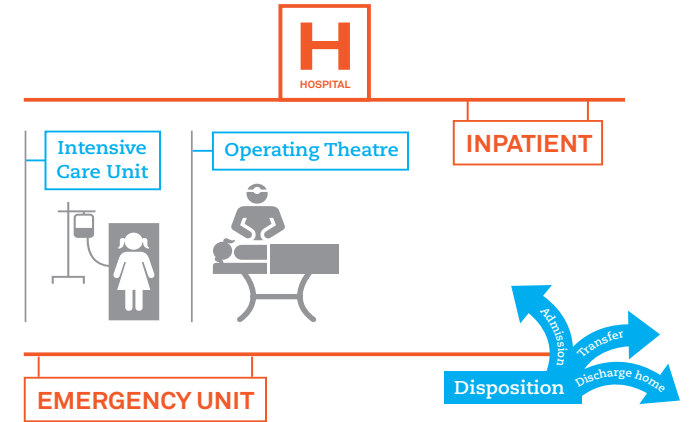 H
HOSPITAL
INPATIENT
Intensive
Care Unit
Operating Theatre
Admission
Transfer
Discharge home
Disposition
EMERGENCY UNIT